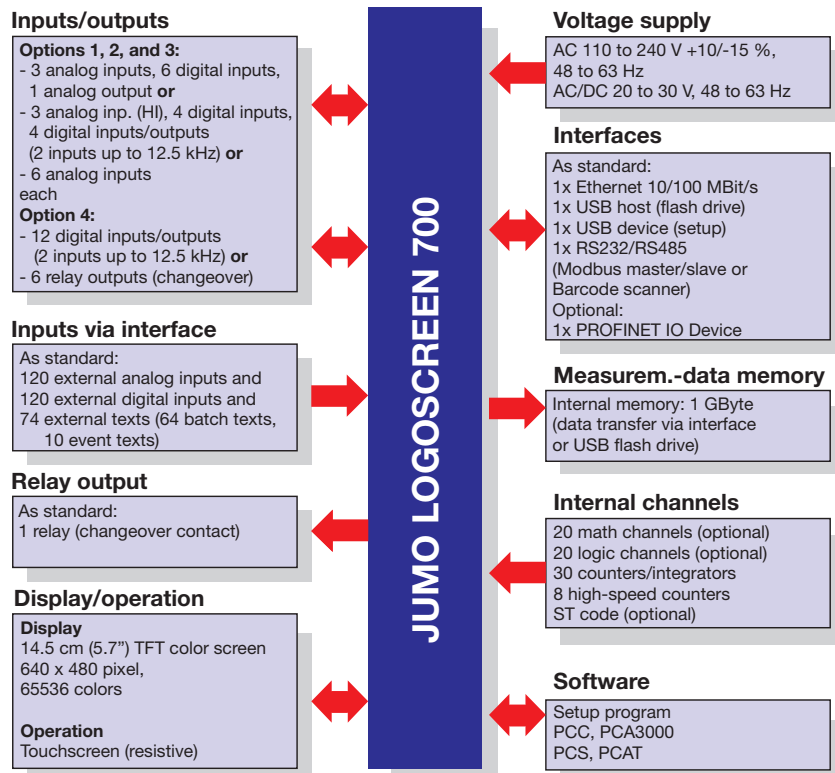 Inputs/outputs
Options 1, 2, and 3:
- 3 analog inputs, 6 digital inputs,
1 analog output or
- 3 analog inp. (HI), 4 digital inputs,
4 digital inputs/outputs
(2 inputs up to 12.5 kHz) or
- 6 analog inputs
each
Option 4:
- 12 digital inputs/outputs
(2 inputs up to 12.5 kHz) or
- 6 relay outputs (changeover)
Inputs via interface
As standard:
120 external analog inputs and
120 external digital inputs and
74 external texts (64 batch texts,
10 event texts)
Relay output
As standard:
1 relay (changeover contact)
Display/operation
Display
14.5 cm (5.7”) TFT color screen
640 x 480 pixel,
65536 colors
Operation
Touchscreen (resistive)
JUMO LOGOSCREEN 700
Voltage supply
AC 110 to 240 V +10/-15 %,
48 to 63 Hz
AC/DC 20 to 30 V, 48 to 63 Hz
Interfaces
As standard:
1x Ethernet 10/100 MBit/s
1x USB host (flash drive)
1x USB device (setup)
1x RS232/RS485
(Modbus master/slave or
Barcode scanner)
Optional:
1x PROFINET IO Device
Measurem.-data memory
Internal memory: 1 GByte
(data transfer via interface
or USB flash drive)
Internal channels
20 math channels (optional)
20 logic channels (optional)
30 counters/integrators
8 high-speed counters
ST code (optional)
Software
Setup program
PCC, PCA3000
PCS, PCAT